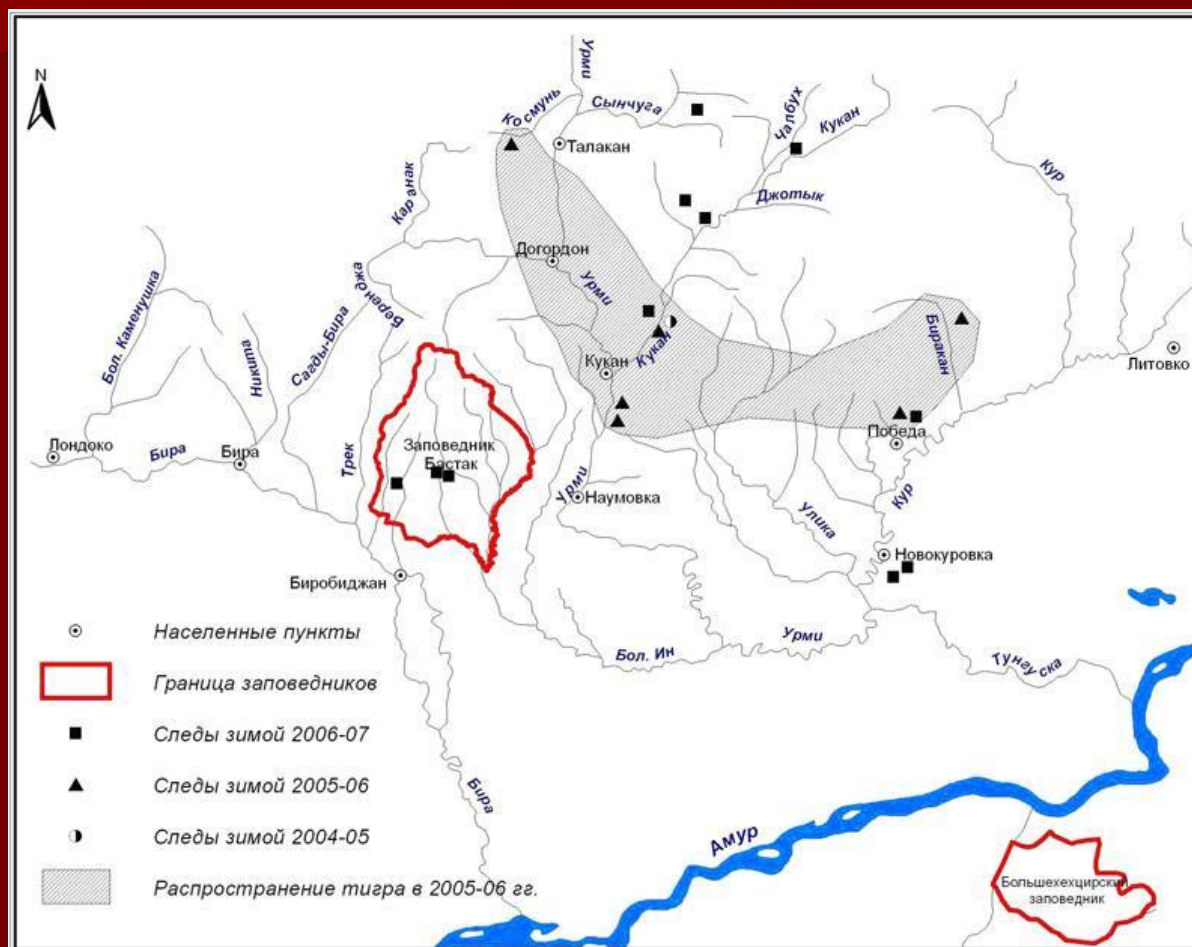 N
Урми
Космунь
Сынчуга
Чалбух
Кукан
Талакан
Кур
Каранак
Джотык
Догордон
Урми
Бол. Каменушка
Сагды-Бира
Беренджа
Никита
Кукан
Кукан
Биракан
Литовко
Лондоко
Бира
Бира
Трек
Заповедник
Бастак
Урми
Наумовка
Победа
Кур
Улика
Новокуровка
Биробиджан
Бол. Ин
Урми
Тунгуска
Бира
Амур
Большехехцирский
заповедник
Населенные пункты
Граница заповедников
Следы зимой 2006-07
Следы зимой 2005-06
Следы зимой 2004-05
Распространение тигра в 2005-06 гг.